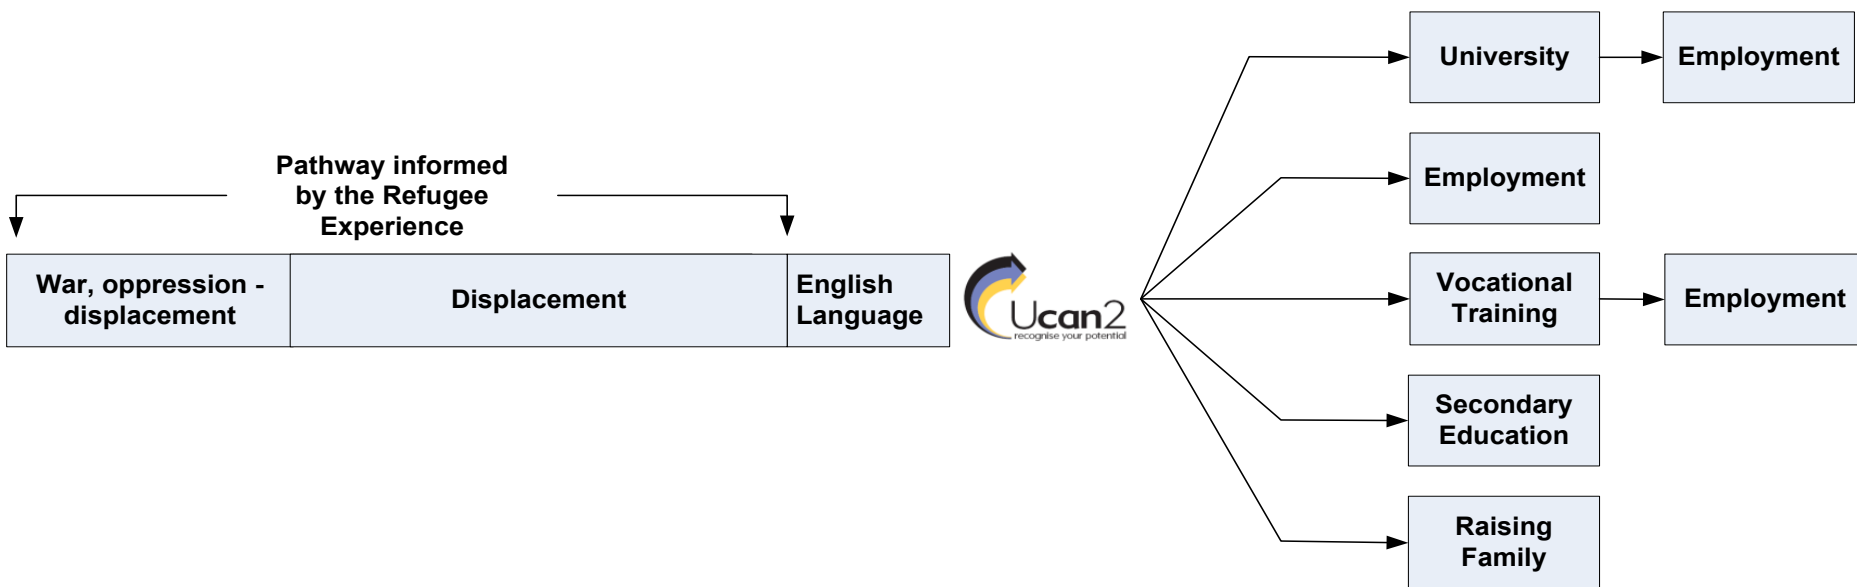 Pathway informed
by the Refugee
Experience
War, oppression -
displacement
Displacement
English
Language
Ucan2
recognise your potential
University
Employment
Employment
Vocational
Training
Employment
Secondary
Education
Raising
Family